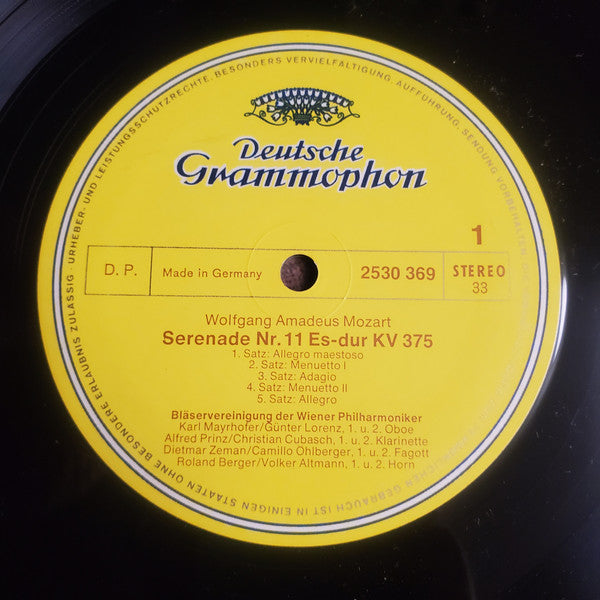 URHEBER- UND LEISTUNGSSCHUTZRECHTE, BESONDERS VERVIELFÄLTIGUNG, AUFFÜHRUNG, SENDUNG VORBEHALTEN
GEBRAUCH IST IN EINIGEN STAATEN OHNE BESONDERE ERLAUBNIS ZULÄSSIG
Deutsche
Grammophon
1
D. P.
Made in Germany
2530 369
STEREO
33
Wolfgang Amadeus Mozart
Serenade Nr. 11 Es-dur KV 375
1. Satz: Allegro maestoso
2. Satz: Menuetto I
3. Satz: Adagio
4. Satz: Menuetto II
5. Satz: Allegro
Bläservereinigung der Wiener Philharmoniker
Karl Mayrhofer/Günter Lorenz, 1. u. 2. Oboe
Alfred Prinz/Christian Cubasch, 1. u. 2. Klarinette
Dietmar Zeman/Camillo Öhlberger, 1. u. 2. Fagott
Roland Berger/Volker Altmann, 1. u. 2. Horn